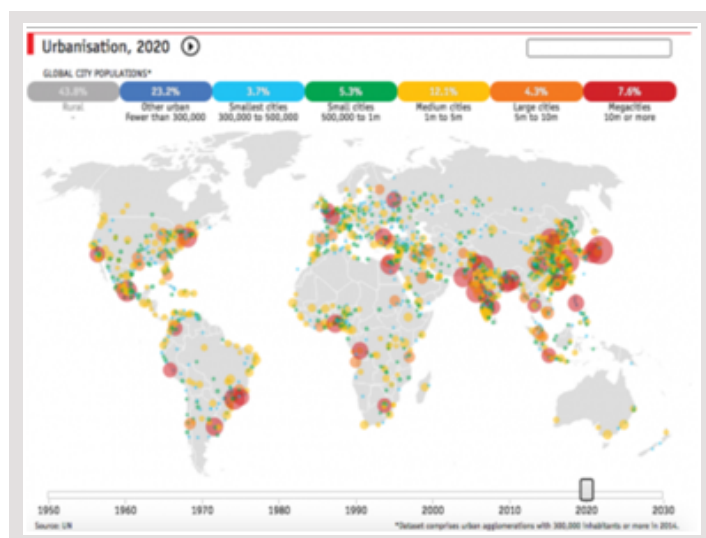 Urbanisation, 2020
GLOBAL CITY POPULATIONS*
43.8% 23.2% 3.7% 5.3% 12.1% 4.3% 7.6%
Rural Other urban Smallest cities Small cities Medium cities Large cities Megacities
- Fewer than 300,000 300,000 to 500,000 500,000 to 1m 1m to 5m 5m to 10m 10m or more
1950 1960 1970 1980 1990 2000 2010 2020 2030
Source: UN *Dataset comprises urban agglomerations with 300,000 inhabitants or more in 2014.